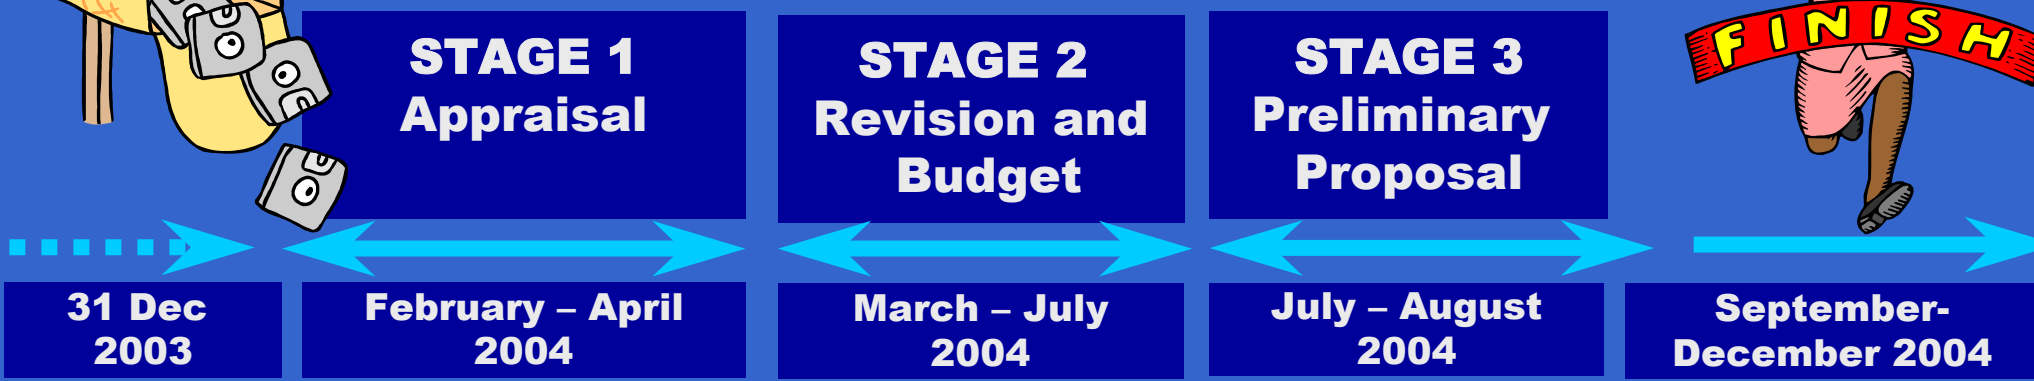 STAGE 1
Appraisal
STAGE 2
Revision and
Budget
STAGE 3
Preliminary
Proposal
FINISH
31 Dec
2003
February – April
2004
March – July
2004
July – August
2004
September-
December 2004